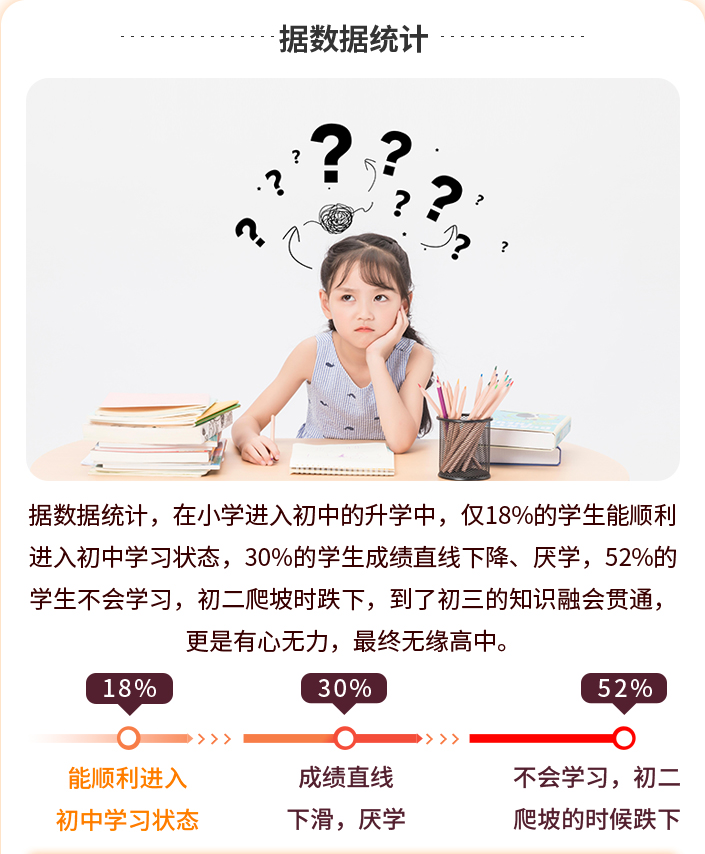 据数据统计
? ? ? ? ? ? ? ? ? ?
据数据统计，在小学进入初中的升学中，仅18%的学生能顺利
进入初中学习状态，30%的学生成绩直线下降、厌学，52%的
学生不会学习，初二爬坡时跌下，到了初三的知识融会贯通，
更是有心无力，最终无缘高中。
18% 30% 52%
能顺利进入 成绩直线 不会学习，初二
初中学习状态 下滑，厌学 爬坡的时候跌下